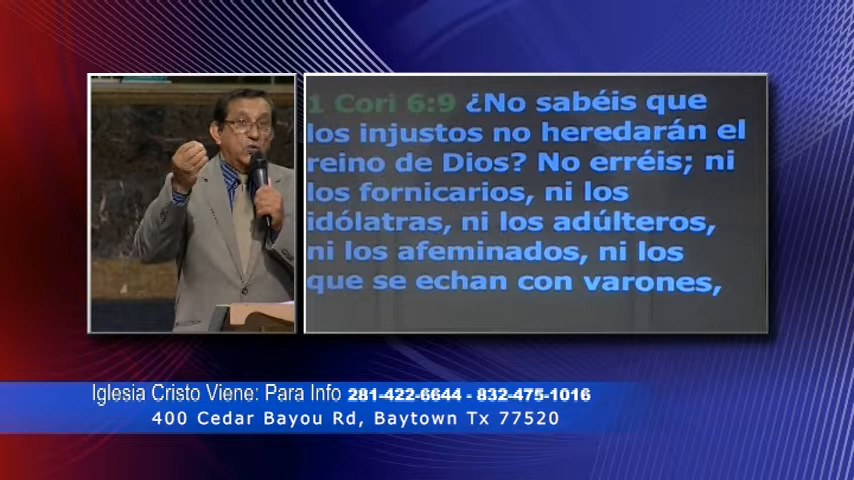 1 Cori 6:9 ¿No sabéis que
los injustos no heredarán el
reino de Dios? No erréis; ni
los fornicarios, ni los
idólatras, ni los adúlteros,
ni los afeminados, ni los
que se echan con varones,
Iglesia Cristo Viene: Para Info 281-422-6644 - 832-475-1016
400 Cedar Bayou Rd, Baytown Tx 77520